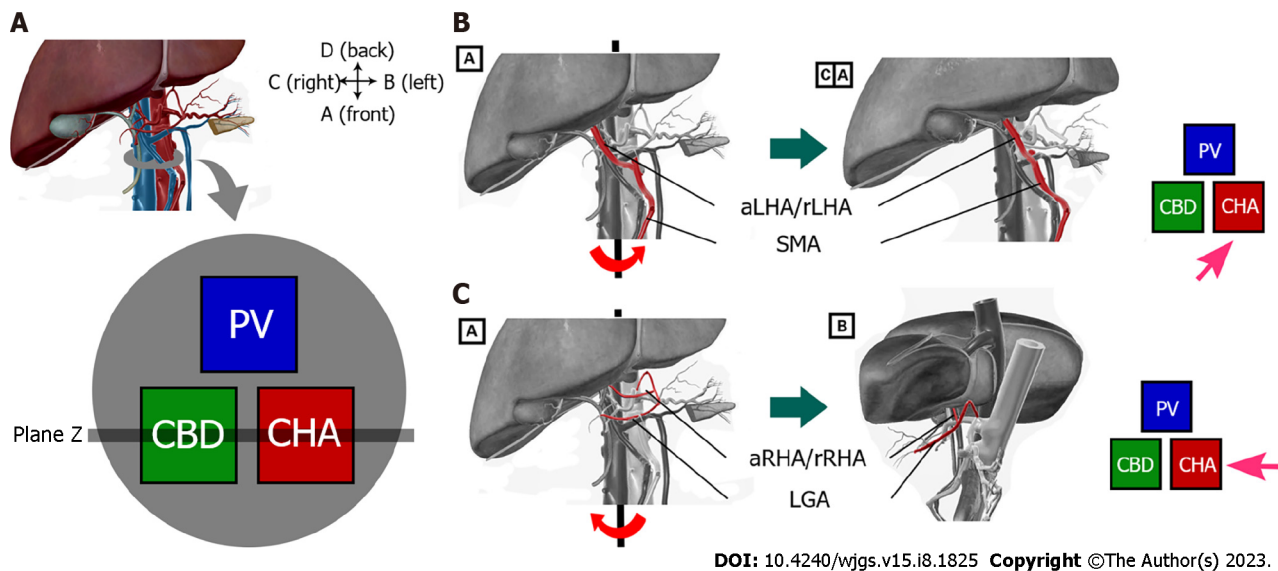 A
D (back)
C (right) B (left)
A (front)
PV
CBD CHA
Plane Z
B
A
C A
aLHA/rLHA
SMA
PV
CBD CHA
C
A
B
aRHA/rRHA
LGA
PV
CBD CHA
DOI: 10.4240/wjgs.v15.i8.1825 Copyright ©The Author(s) 2023.